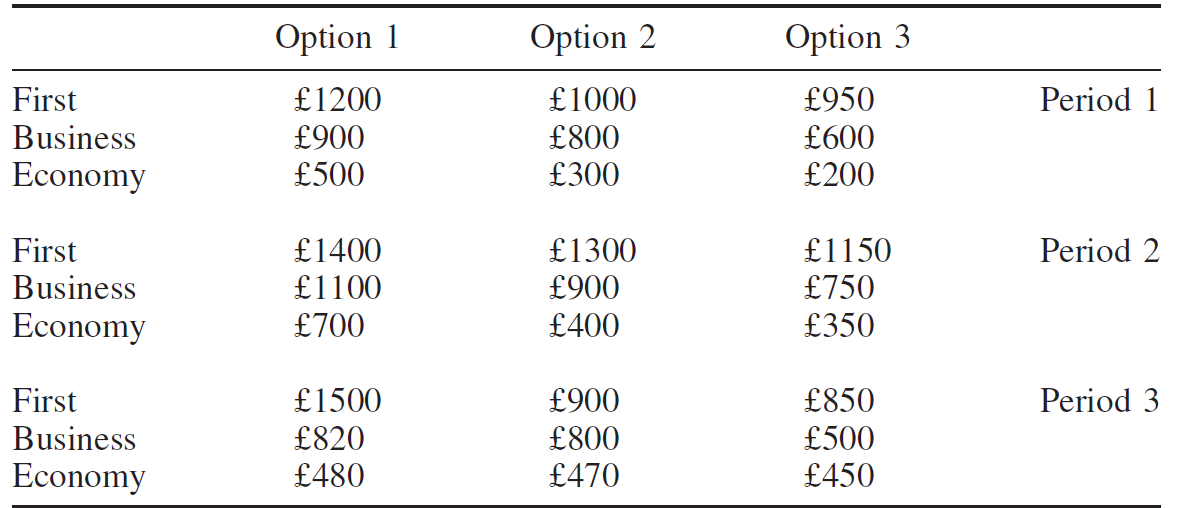 Option 1 Option 2 Option 3
First £1200 £1000 £950 Period 1
Business £900 £800 £600
Economy £500 £300 £200
First £1400 £1300 £1150 Period 2
Business £1100 £900 £750
Economy £700 £400 £350
First £1500 £900 £850 Period 3
Business £820 £800 £500
Economy £480 £470 £450